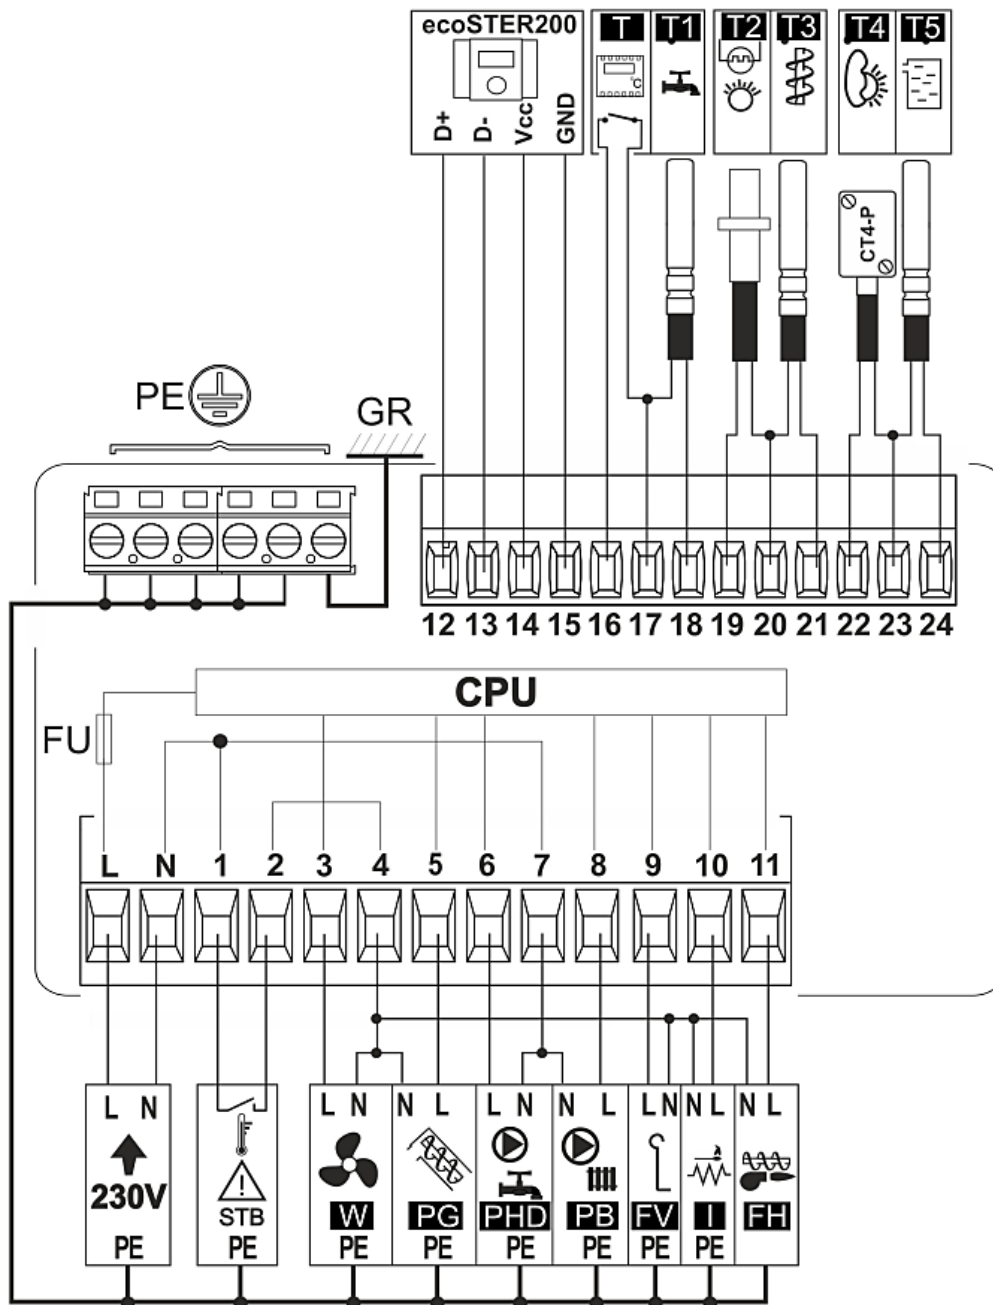 ecoSTER200 T T1 T2 T3 T4 T5
°C
D+ D- Vcc GND
CT4-P
PE GR
12 13 14 15 16 17 18 19 20 21 22 23 24
CPU
FU
L N 1 2 3 4 5 6 7 8 9 10 11
L N L N N L L N N L L N N L N L
230V STB W PG PHD PB FV I FH
PE PE PE PE PE PE PE PE